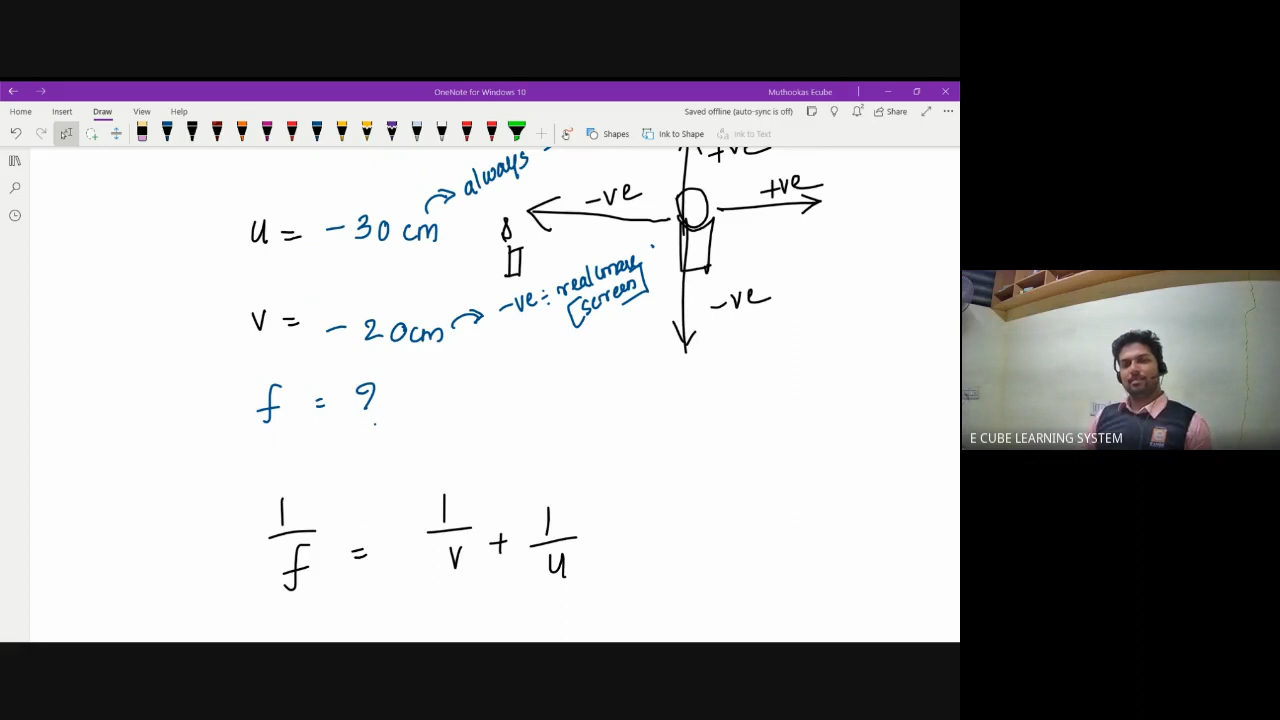 OneNote for Windows 10
Muthookas Ecube
Home Insert Draw View Help
Saved offline (auto-sync is off)
Share
Shapes
Ink to Shape
Ink to Text
+ve
always
u = - 30 cm
-ve
+ve
v = - 20cm
-ve : real image
[screen]
-ve
f = ?
1/f = 1/v + 1/u
E CUBE LEARNING SYSTEM